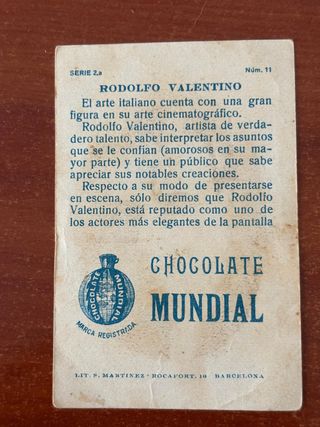 SERIE 2.a Núm. 11
RODOLFO VALENTINO
El arte italiano cuenta con una gran
figura en su arte cinematográfico.
Rodolfo Valentino, artista de verda-
dero talento, sabe interpretar los asuntos
que se le confían (amorosos en su ma-
yor parte) y tiene un público que sabe
apreciar sus notables creaciones.
Respecto a su modo de presentarse
en escena, sólo diremos que Rodolfo
Valentino, está reputado como uno de
los actores más elegantes de la pantalla
CHOCOLATE
MUNDIAL
CHOCOLATE
MUNDIAL
MARCA REGISTRADA
LIT. S. MARTINEZ - ROCAFORT, 10 BARCELONA